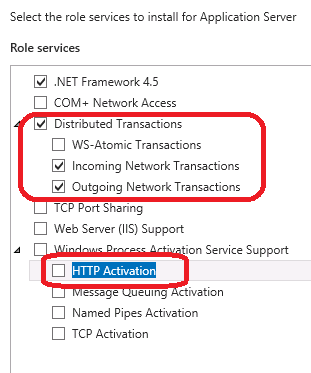 Select the role services to install for Application Server
Role services
.NET Framework 4.5
COM+ Network Access
Distributed Transactions
WS-Atomic Transactions
Incoming Network Transactions
Outgoing Network Transactions
TCP Port Sharing
Web Server (IIS) Support
Windows Process Activation Service Support
HTTP Activation
Message Queuing Activation
Named Pipes Activation
TCP Activation